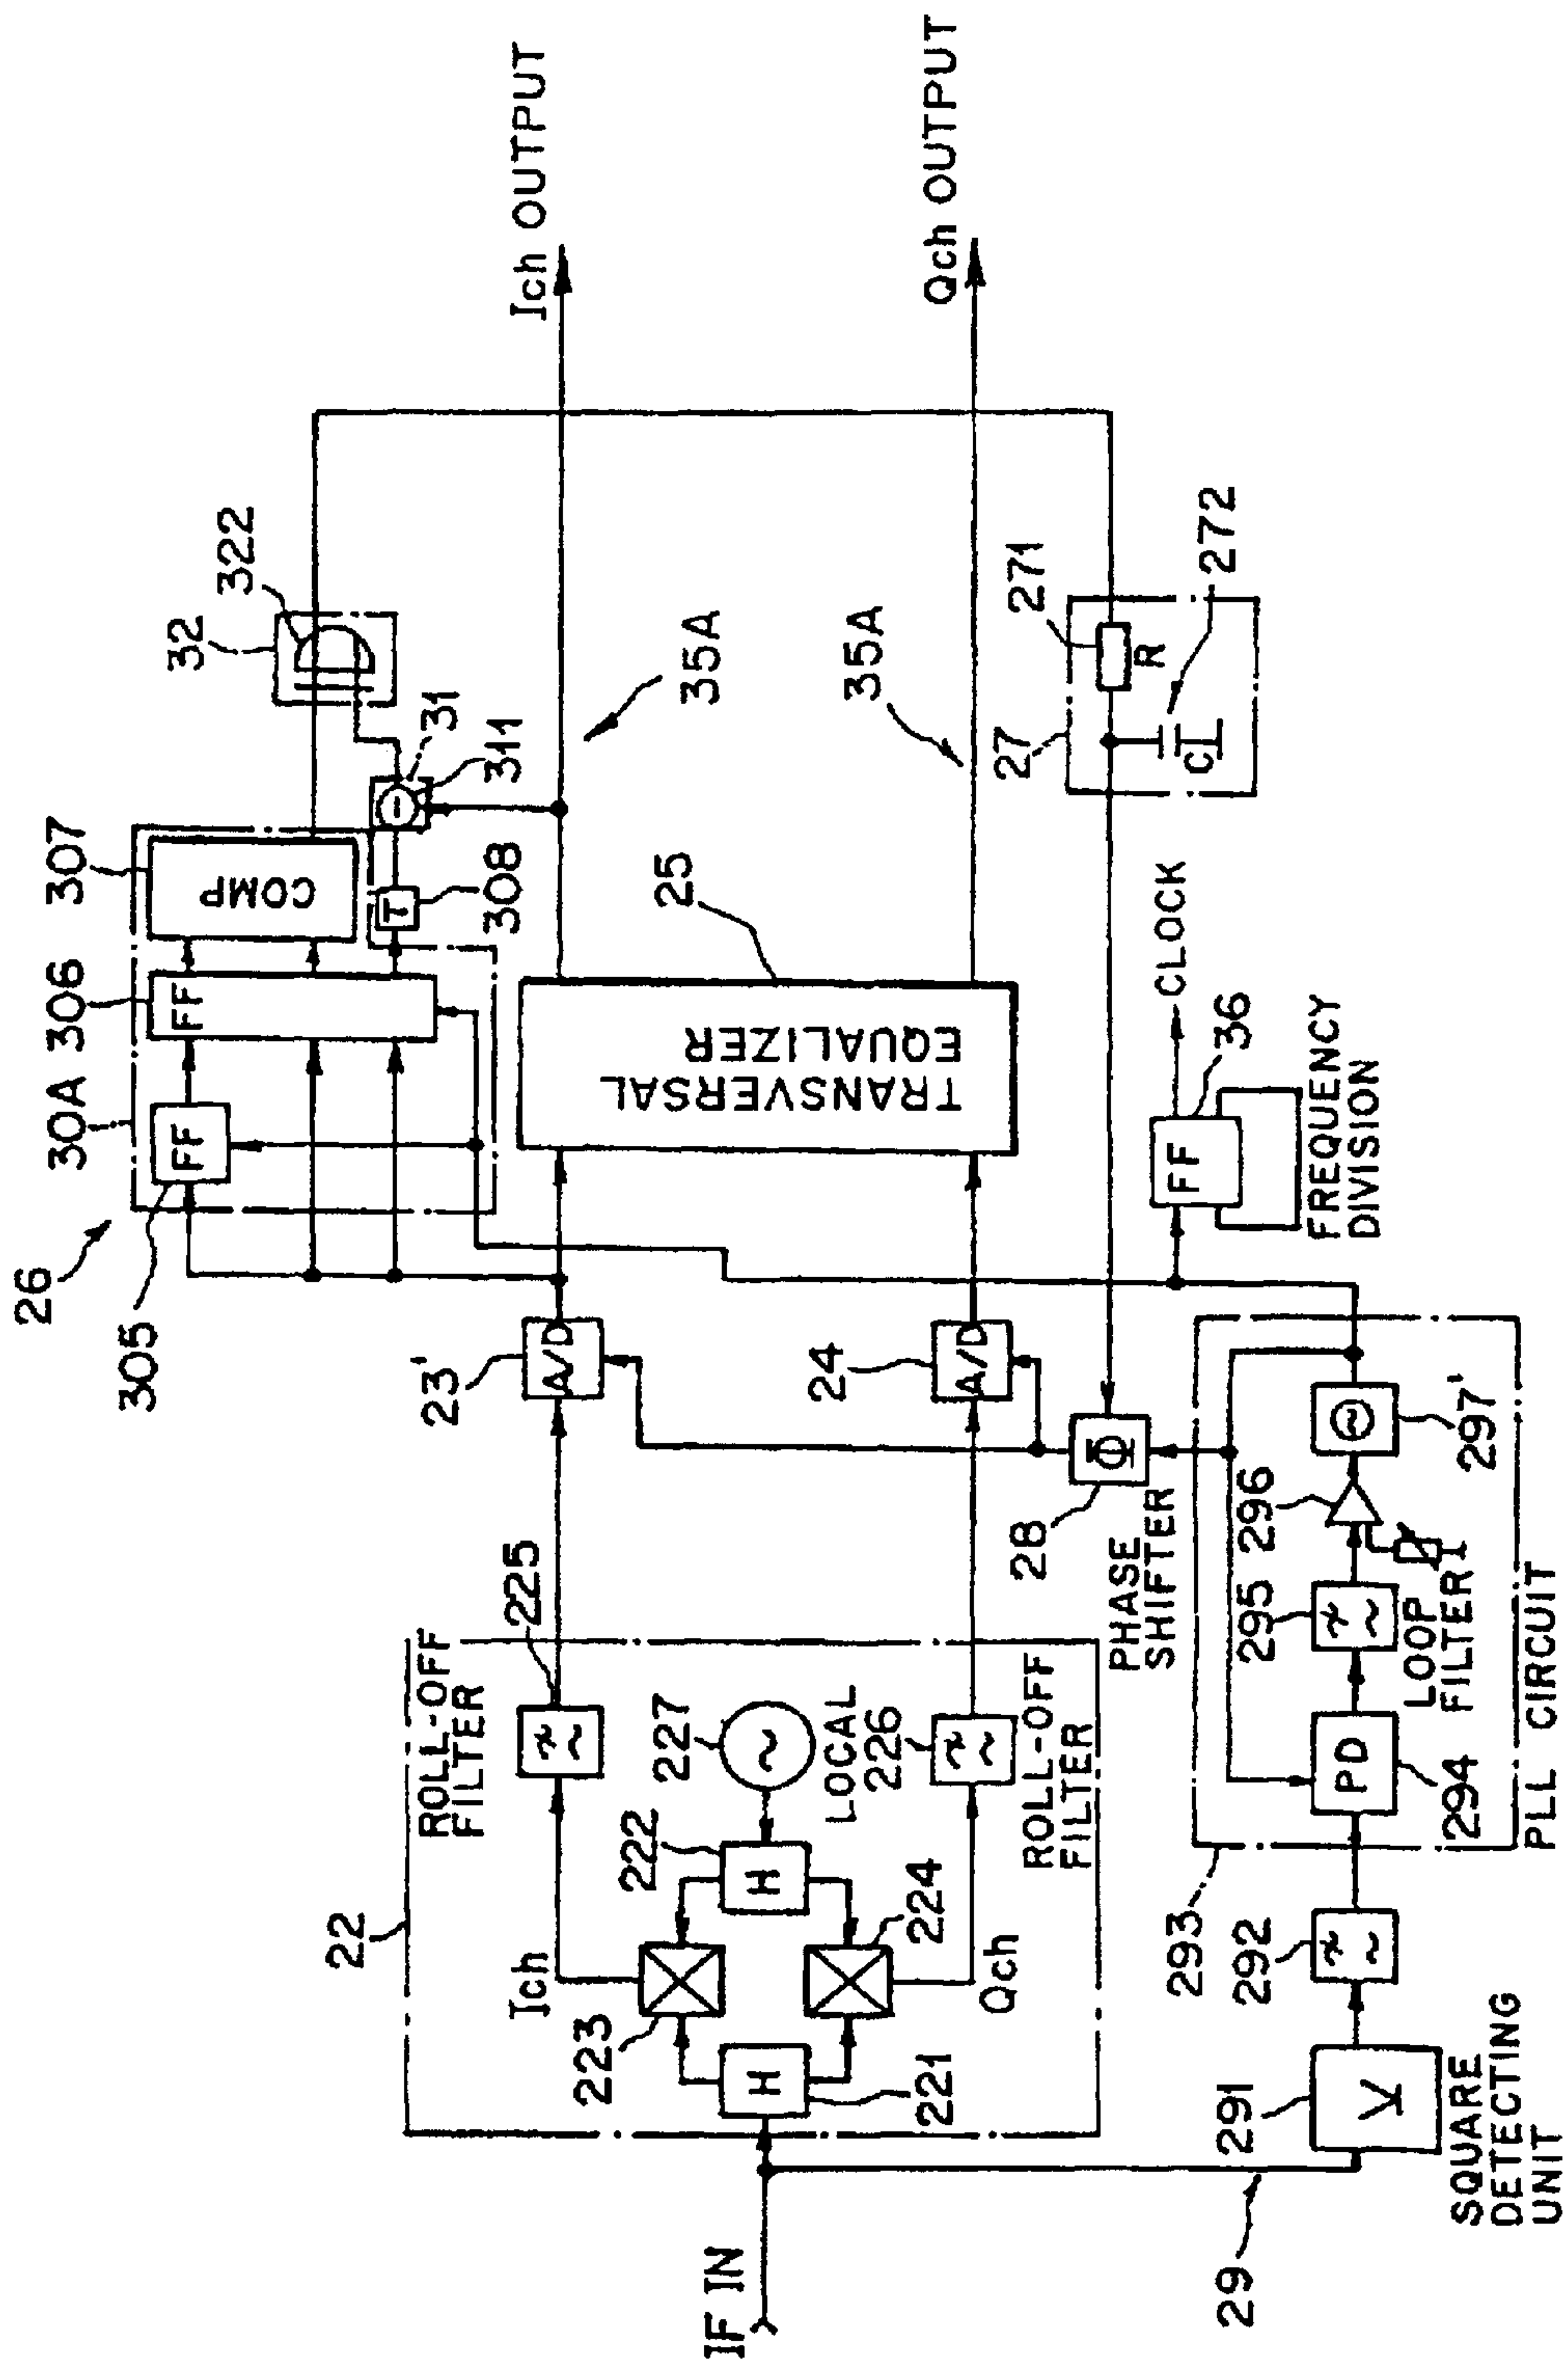 26
305
30A
306
307
FF
FF
COMP
T
308
32
322
31
311
Ich OUTPUT
23'
A/D
TRANSVERSAL
EQUALIZER
25
35A
35A
Qch OUTPUT
24
A/D
22
ROLL-OFF
FILTER
225
Ich
223
222
227
H
H
LOCAL
221
224
226
Qch
ROLL-OFF
FILTER
IF IN
28
Φ
PHASE
SHIFTER
27
271
R
C
272
CLOCK
36
FF
FREQUENCY
DIVISION
29
291
SQUARE
DETECTING
UNIT
292
293
PD
294
295
LOOP
FILTER
296
297'
PLL CIRCUIT